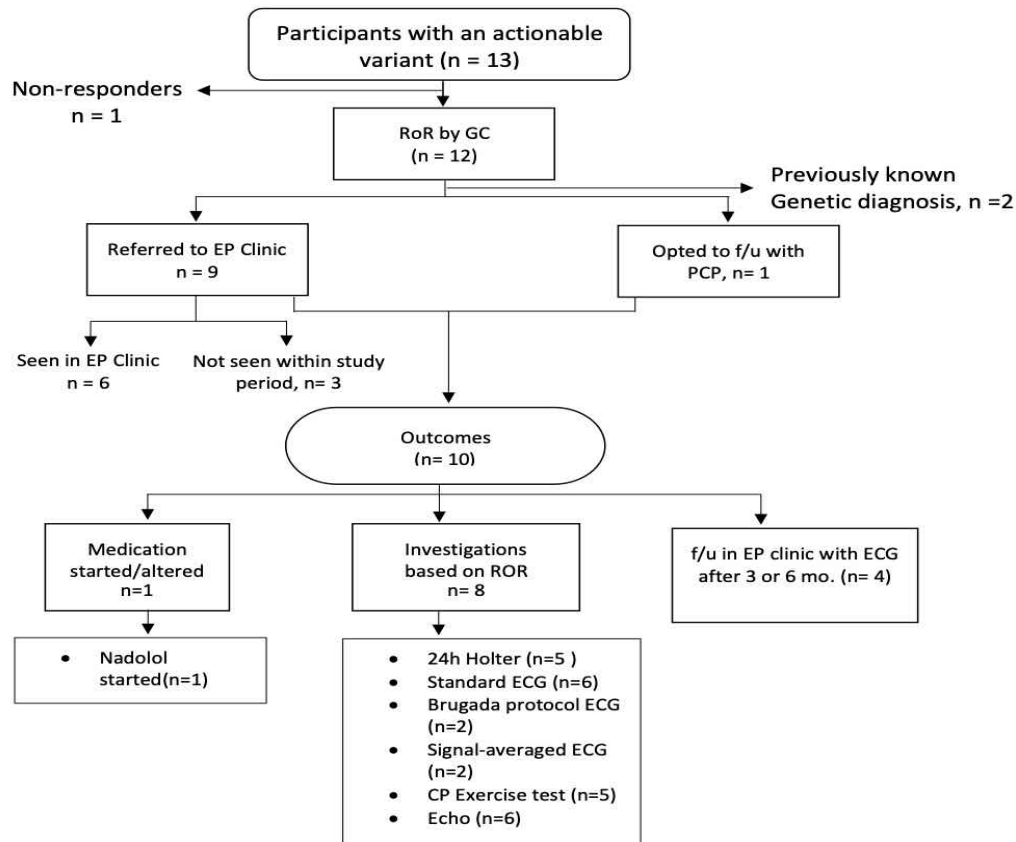 Participants with an actionable
variant (n = 13)
Non-responders
n = 1
RoR by GC
(n = 12)
Previously known
Genetic diagnosis, n =2
Referred to EP Clinic
n = 9
Opted to f/u with
PCP, n= 1
Seen in EP Clinic
n = 6
Not seen within study
period, n= 3
Outcomes
(n= 10)
Medication
started/altered
n=1
Investigations
based on ROR
n= 8
f/u in EP clinic with ECG
after 3 or 6 mo. (n= 4)
• Nadolol
started(n=1)
• 24h Holter (n=5 )
• Standard ECG (n=6)
• Brugada protocol ECG
(n=2)
• Signal-averaged ECG
(n=2)
• CP Exercise test (n=5)
• Echo (n=6)